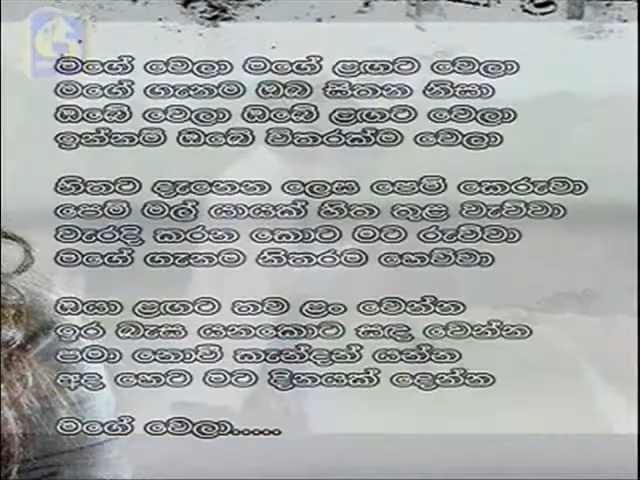 මගේ වෙලා මගේ ළඟට වෙලා
මගේ ගැනම ඔබ සිතන නිසා
ඔබේ වෙලා ඔබේ ළඟට වෙලා
ඉන්නම් ඔබේ විතරක්ම වෙලා
හිතට දැනෙන ලෙස පෙම් කෙරුවා
පෙම් මල් යායක් හිත තුළ වැව්වා
වැරදි කරන කොට මට රැව්වා
මගේ ගැනම නිතරම හෙව්වා
ඔයා ළඟට තව ළං වෙන්න
ඉර බැස යනකොට සඳ වෙන්න
පමා නොවී කැන්දන් යන්න
අද හෙට මට දිනයක් දෙන්න
මගේ වෙලා......